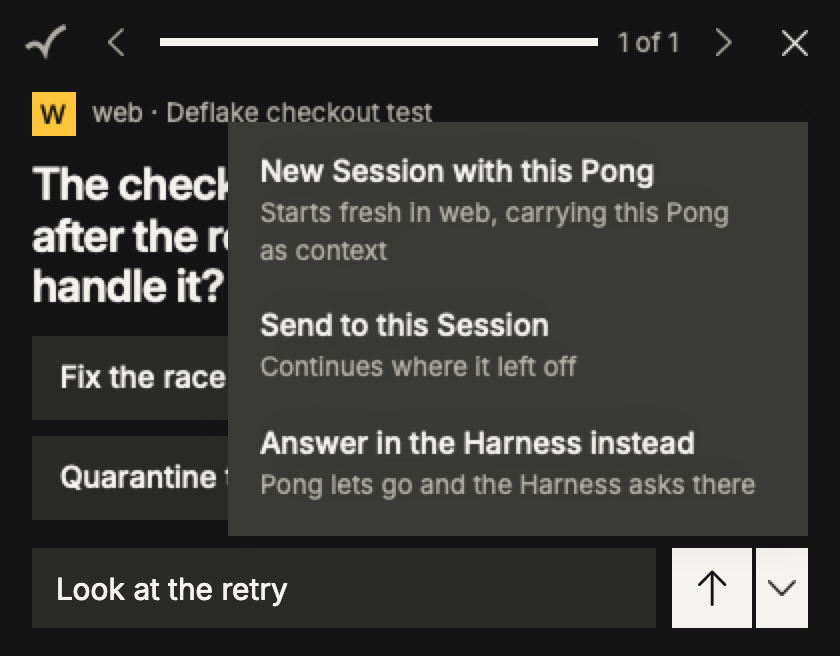 1 of 1
W
web · Deflake checkout test
The check
after the r
handle it?
New Session with this Pong
Starts fresh in web, carrying this Pong
as context
Send to this Session
Continues where it left off
Answer in the Harness instead
Pong lets go and the Harness asks there
Fix the race
Quarantine
Look at the retry